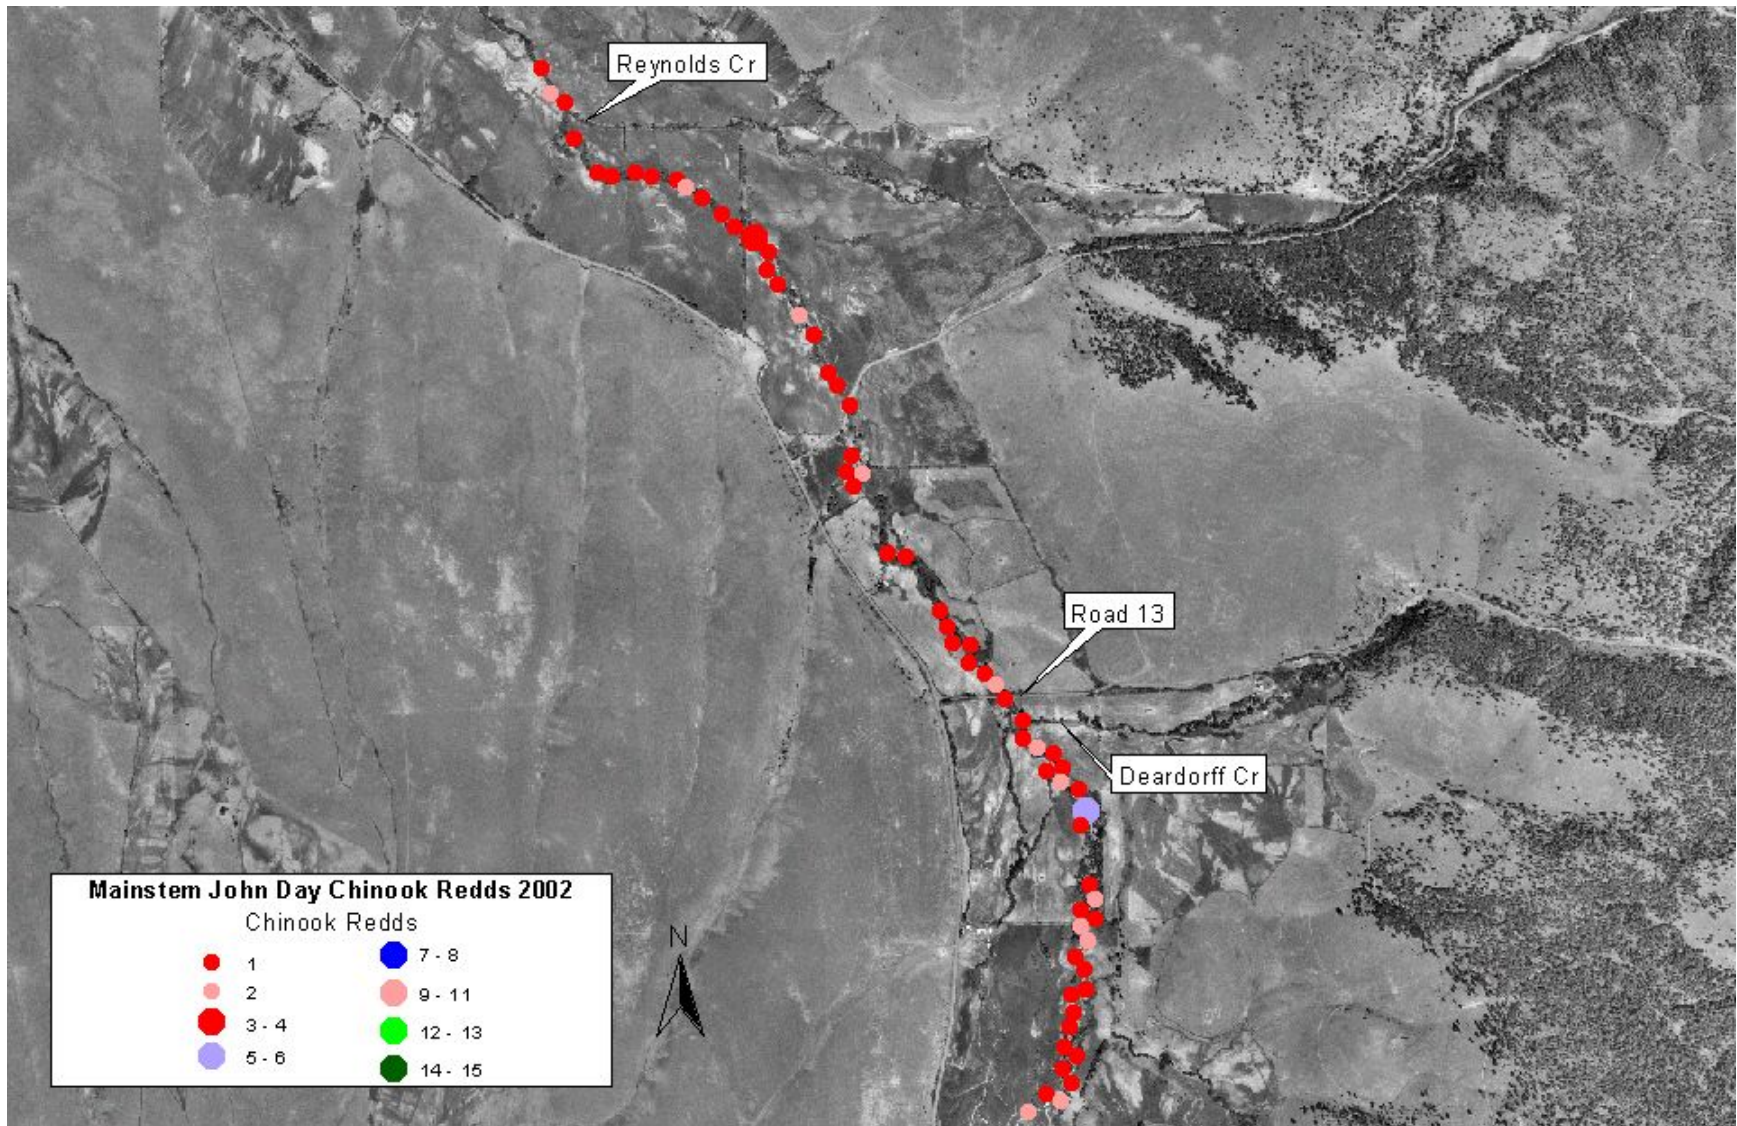 Reynolds Cr
Road 13
Deardorff Cr
Mainstem John Day Chinook Redds 2002
Chinook Redds
1
2
3 - 4
5 - 6
7 - 8
9 - 11
12 - 13
14 - 15
N